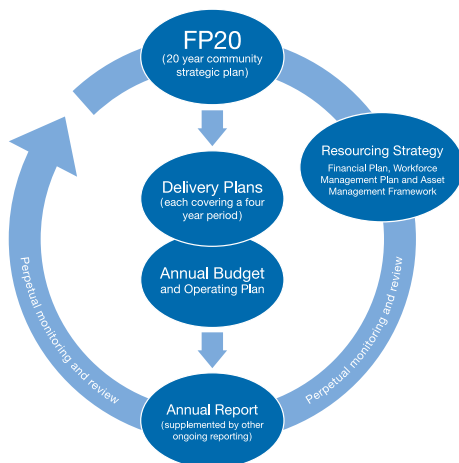 FP20
(20 year community
strategic plan)
Resourcing Strategy
Financial Plan, Workforce
Management Plan and Asset
Management Framework
Delivery Plans
(each covering a four
year period)
Annual Budget
and Operating Plan
Perpetual monitoring and review
Perpetual monitoring and review
Annual Report
(supplemented by other
ongoing reporting)